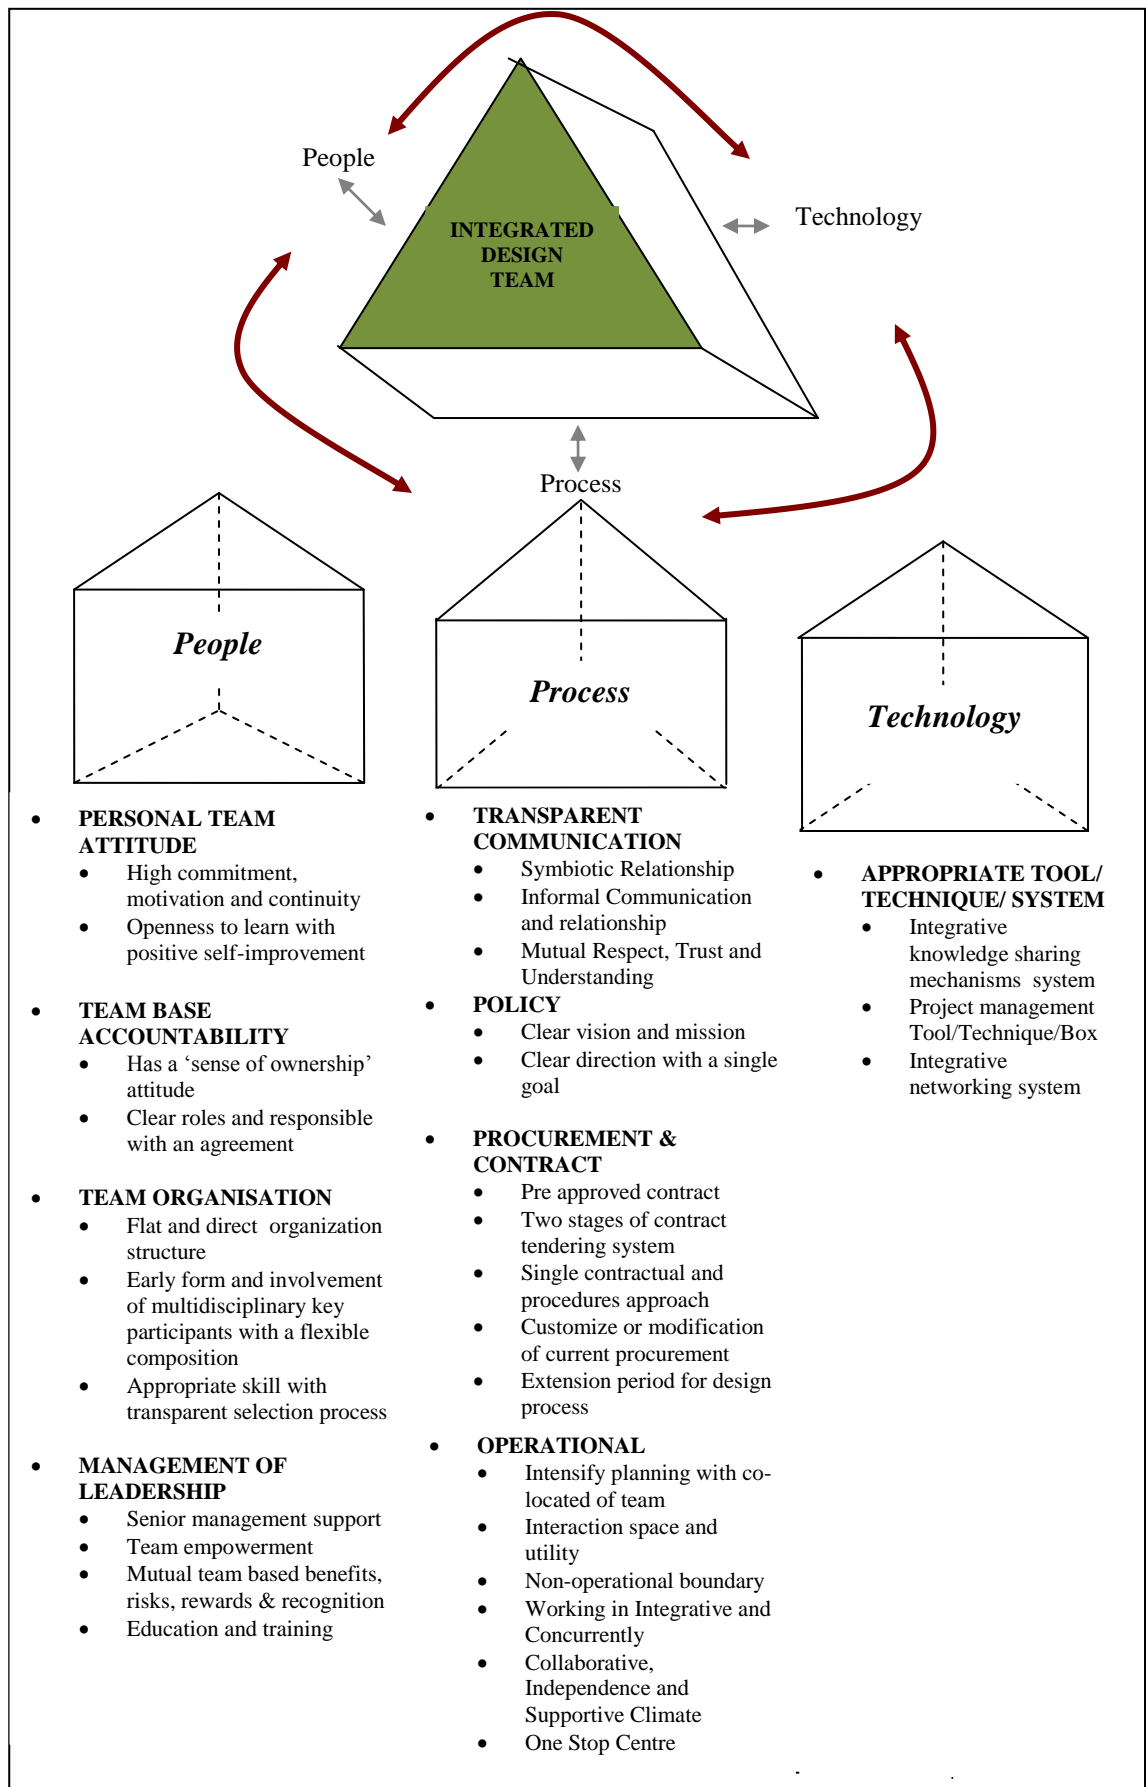 People
Technology
INTEGRATED
DESIGN
TEAM
Process
People
Process
Technology
• PERSONAL TEAM
ATTITUDE
• High commitment,
motivation and continuity
• Openness to learn with
positive self-improvement
• TEAM BASE
ACCOUNTABILITY
• Has a ‘sense of ownership’
attitude
• Clear roles and responsible
with an agreement
• TEAM ORGANISATION
• Flat and direct organization
structure
• Early form and involvement
of multidisciplinary key
participants with a flexible
composition
• Appropriate skill with
transparent selection process
• MANAGEMENT OF
LEADERSHIP
• Senior management support
• Team empowerment
• Mutual team based benefits,
risks, rewards & recognition
• Education and training
• TRANSPARENT
COMMUNICATION
• Symbiotic Relationship
• Informal Communication
and relationship
• Mutual Respect, Trust and
Understanding
• POLICY
• Clear vision and mission
• Clear direction with a single
goal
• PROCUREMENT &
CONTRACT
• Pre approved contract
• Two stages of contract
tendering system
• Single contractual and
procedures approach
• Customize or modification
of current procurement
• Extension period for design
process
• OPERATIONAL
• Intensify planning with co-
located of team
• Interaction space and
utility
• Non-operational boundary
• Working in Integrative and
Concurrently
• Collaborative,
Independence and
Supportive Climate
• One Stop Centre
• APPROPRIATE TOOL/
TECHNIQUE/ SYSTEM
• Integrative
knowledge sharing
mechanisms system
• Project management
Tool/Technique/Box
• Integrative
networking system